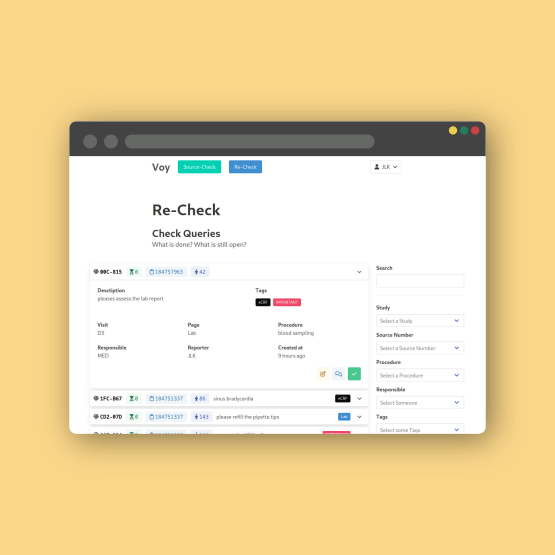 Voy Source-Check Re-Check JLK
Re-Check
Check Queries
What is done? What is still open?
00C-815 0 184757963 42
Description Tags
pleases assess the lab report eCRF IMPORTANT
Visit Page Procedure
D3 Lab blood sampling
Responsible Reporter Created at
MED JLK 9 hours ago
1FC-867 0 184751337 86 sinus bradycardia eCRF
CD2-07D 0 184751337 143 please refill the pipette tips Lab
Search
Study
Select a Study
Source Number
Select a Source Number
Procedure
Select a Procedure
Responsible
Select Someone
Tags
Select some Tags